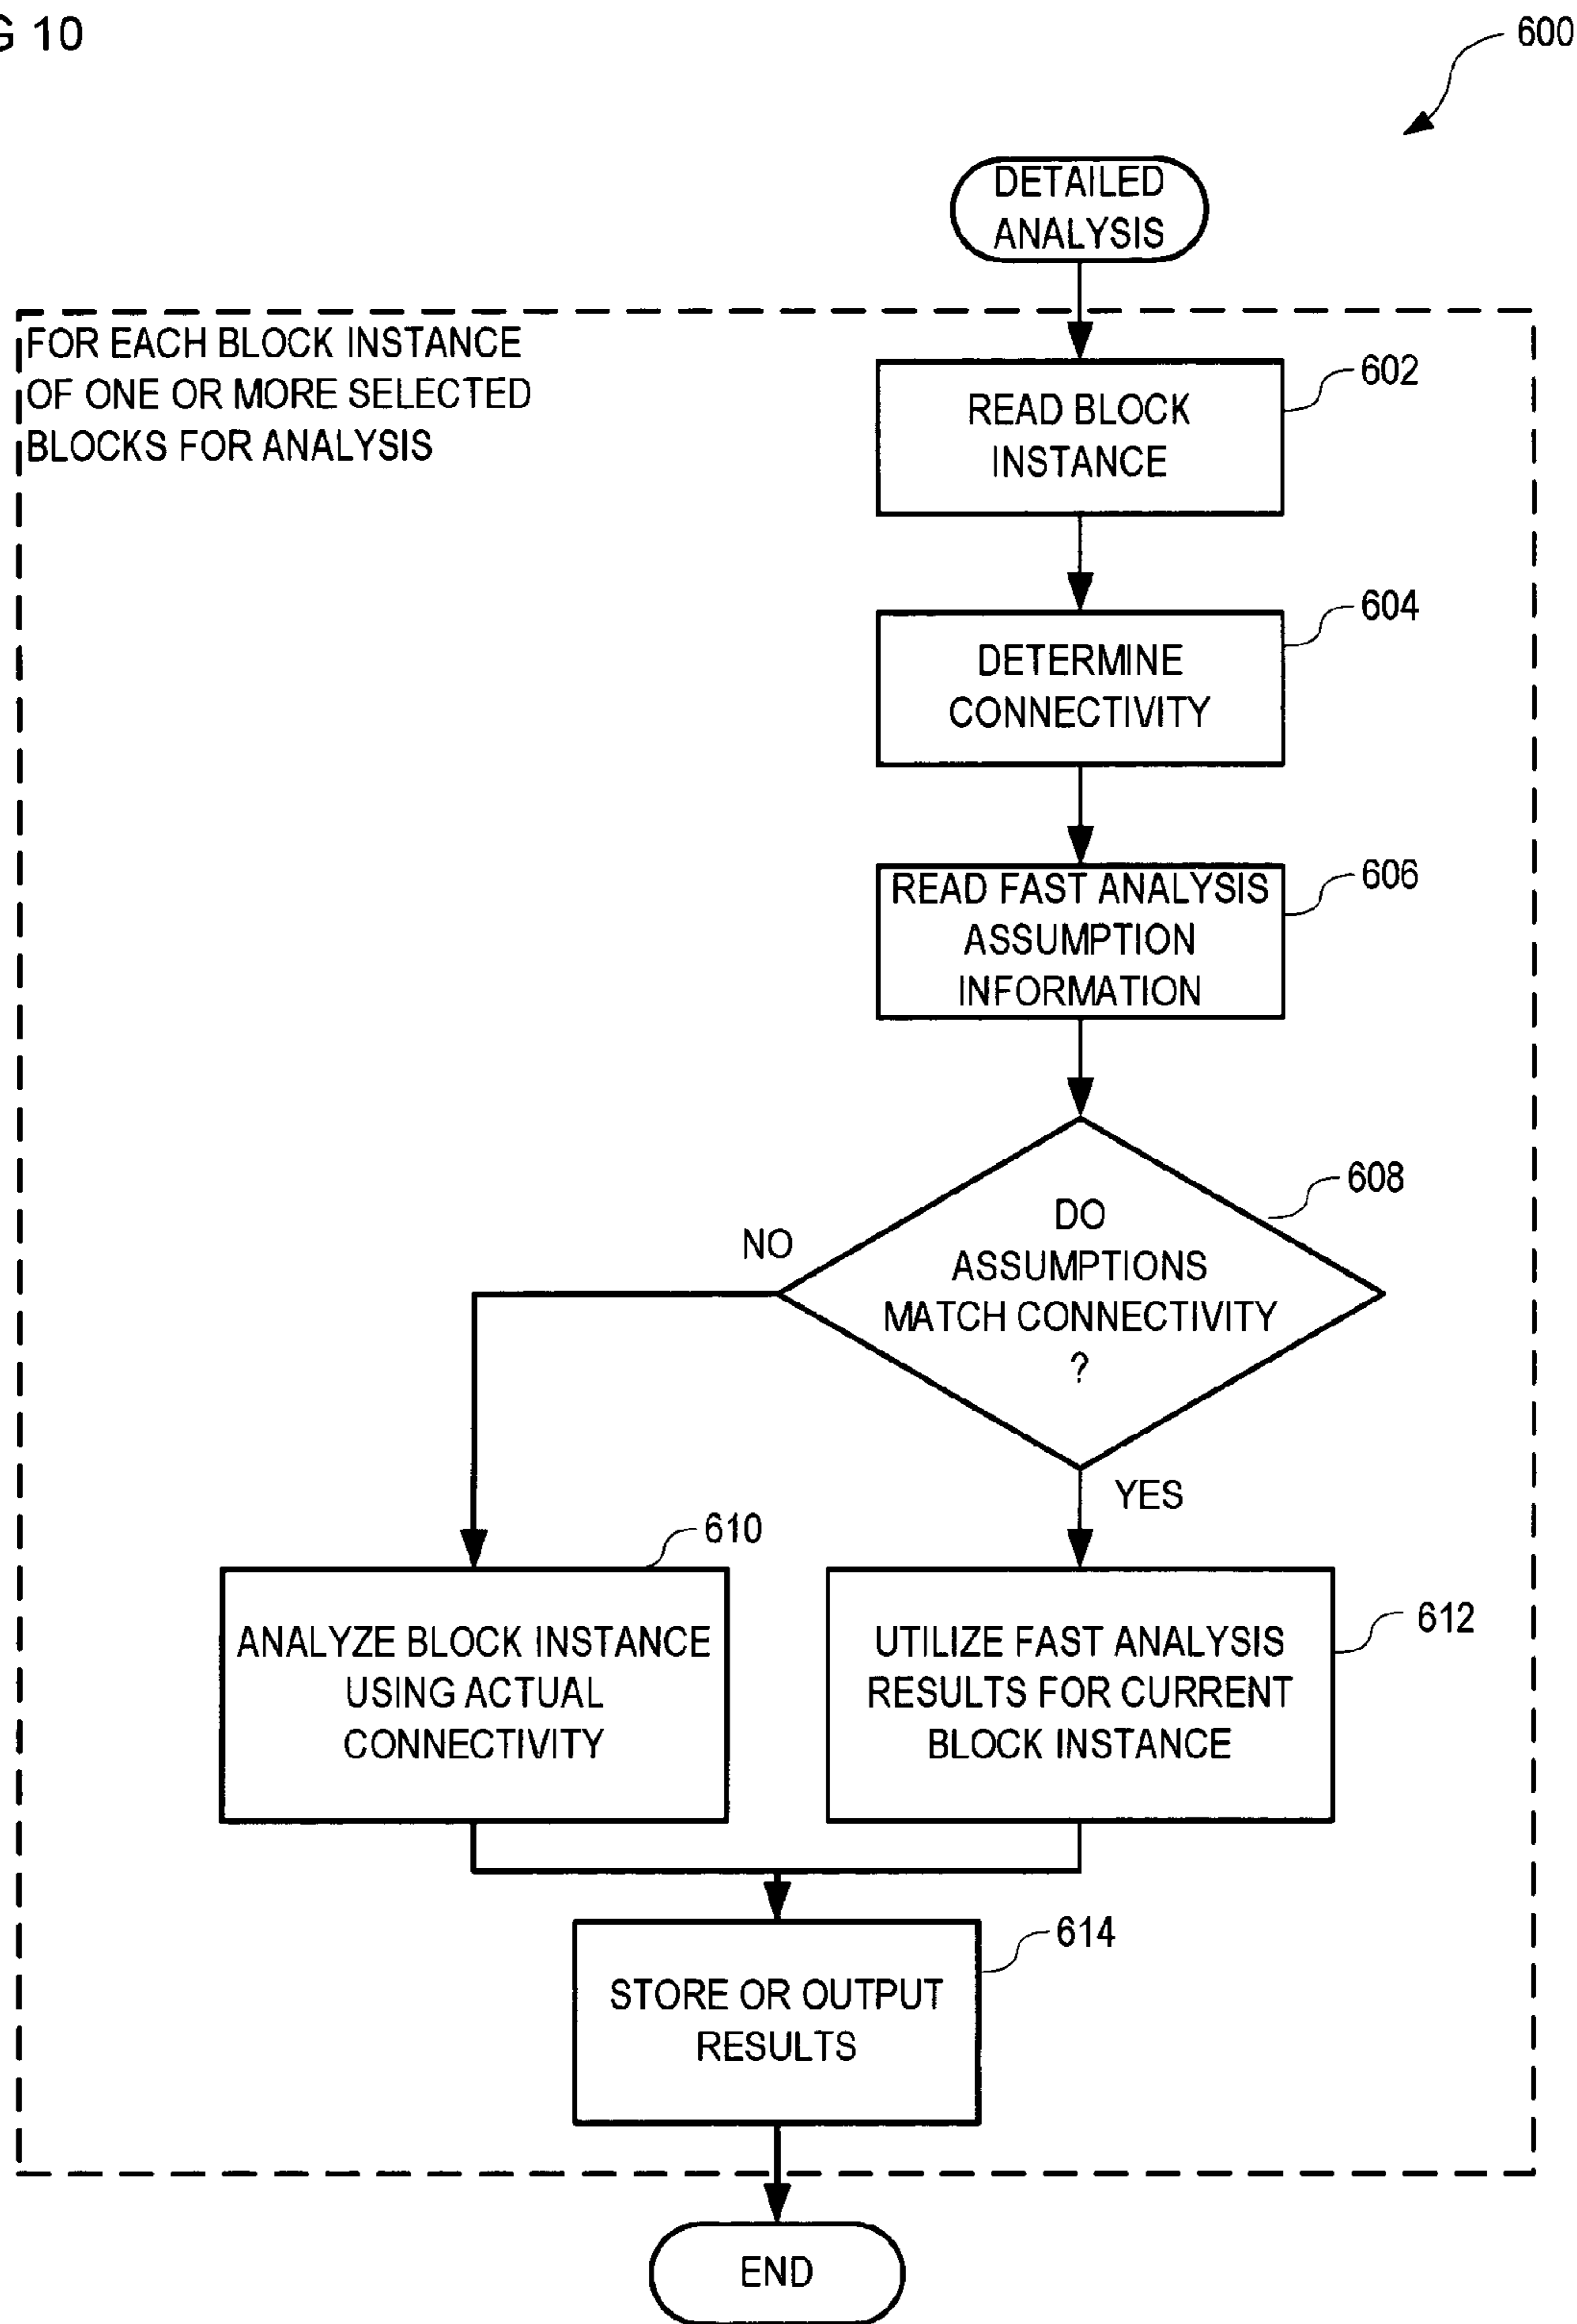 G 10
600
DETAILED
ANALYSIS
FOR EACH BLOCK INSTANCE
OF ONE OR MORE SELECTED
BLOCKS FOR ANALYSIS
602
READ BLOCK
INSTANCE
604
DETERMINE
CONNECTIVITY
606
READ FAST ANALYSIS
ASSUMPTION
INFORMATION
608
DO
ASSUMPTIONS
MATCH CONNECTIVITY
?
NO
YES
610
ANALYZE BLOCK INSTANCE
USING ACTUAL
CONNECTIVITY
612
UTILIZE FAST ANALYSIS
RESULTS FOR CURRENT
BLOCK INSTANCE
614
STORE OR OUTPUT
RESULTS
END